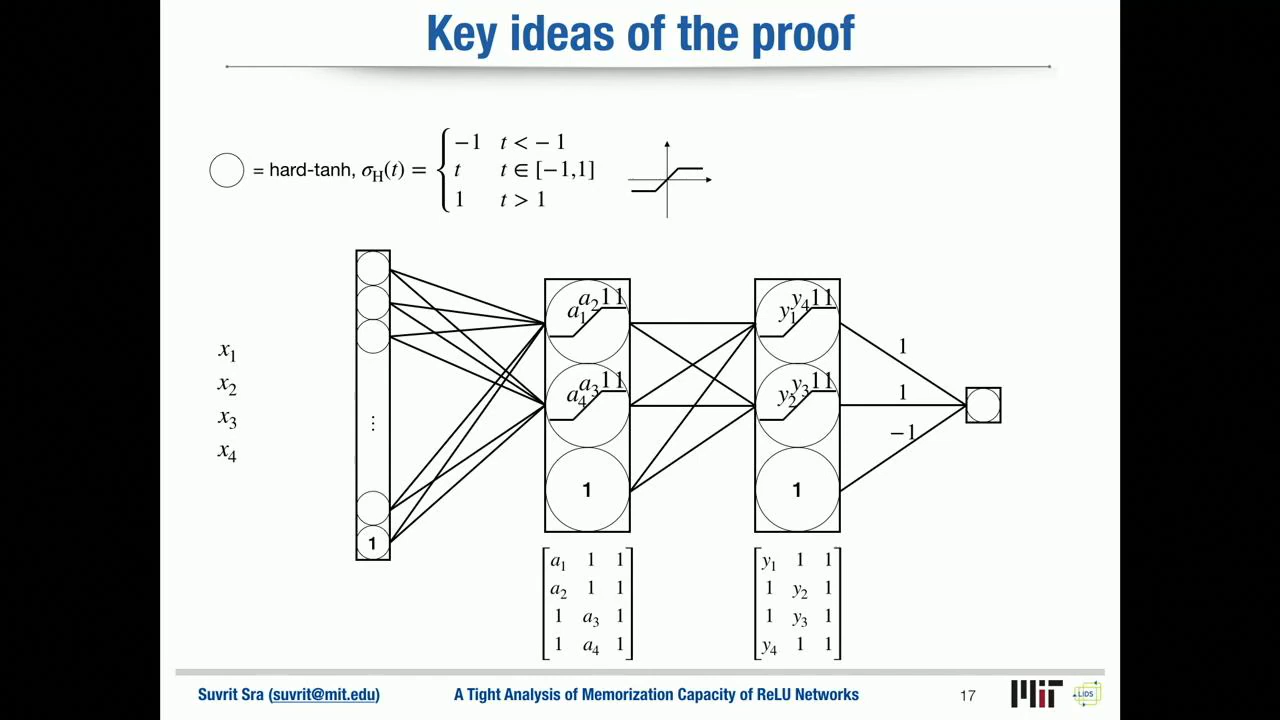 Key ideas of the proof
= hard-tanh, σ_H(t) = { −1 t < − 1
t t ∈ [−1,1]
1 t > 1
x₁
x₂
x₃
x₄
⋮
1
a₁ a₂ 1 1
a₄ a₃ 1 1
1
y₁ y₄ 1 1
y₂ y₃ 1 1
1
1
1
−1
a₁ 1 1
a₂ 1 1
1 a₃ 1
1 a₄ 1
y₁ 1 1
1 y₂ 1
1 y₃ 1
y₄ 1 1
Suvrit Sra (suvrit@mit.edu) A Tight Analysis of Memorization Capacity of ReLU Networks 17 MIT LIDS